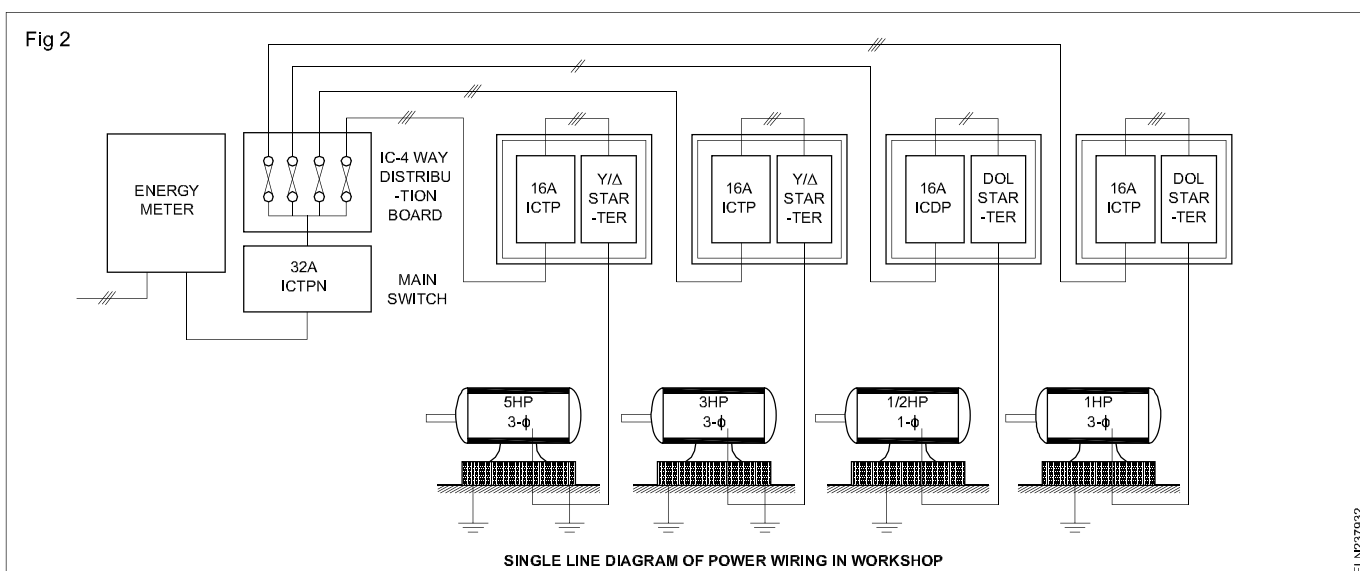 Fig 2
ENERGY
METER
IC-4 WAY
DISTRIBU
-TION
BOARD
32A
ICTPN
MAIN
SWITCH
16A
ICTP
Y/Δ
STAR
-TER
16A
ICTP
Y/Δ
STAR
-TER
16A
ICDP
DOL
STAR
-TER
16A
ICTP
DOL
STAR
-TER
5HP
3-ϕ
3HP
3-ϕ
1/2HP
1-ϕ
1HP
3-ϕ
SINGLE LINE DIAGRAM OF POWER WIRING IN WORKSHOP
ELN237932